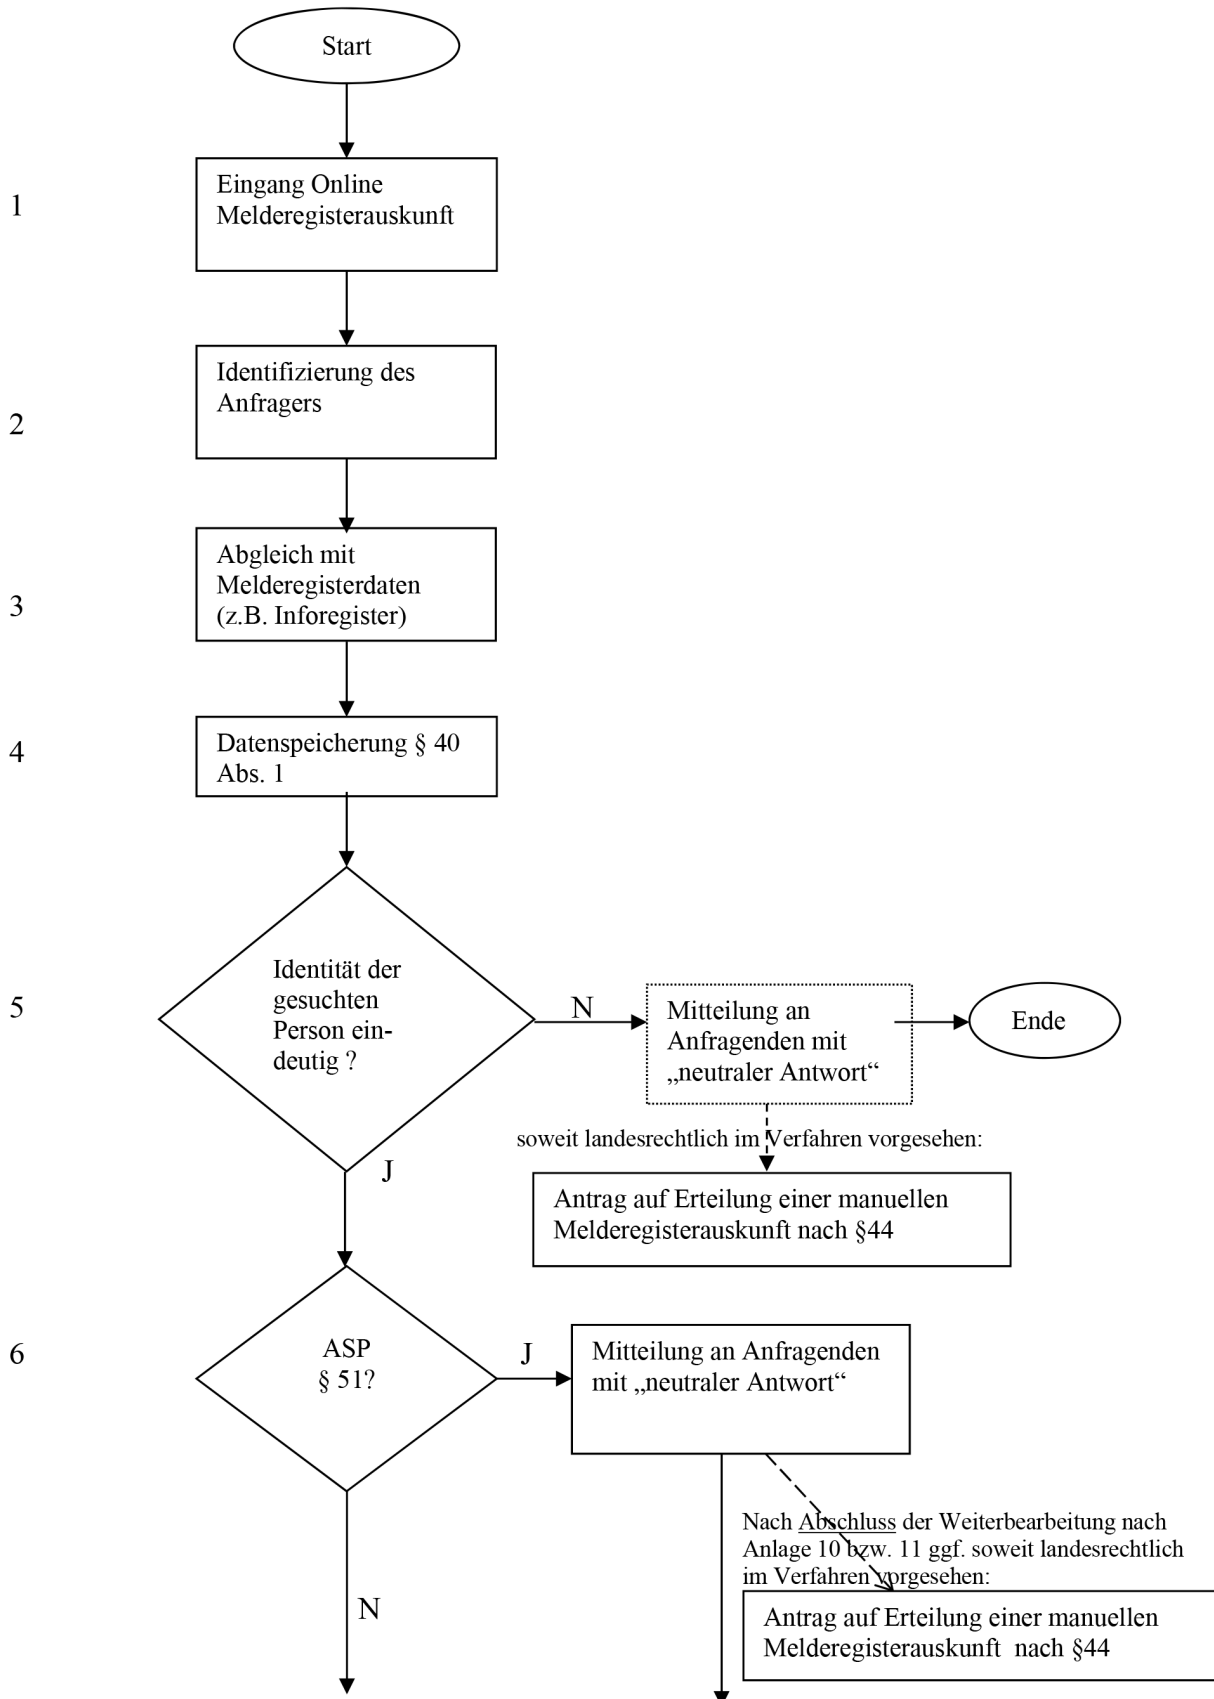 Start
1
Eingang Online
Melderegisterauskunft
2
Identifizierung des
Anfragers
3
Abgleich mit
Melderegisterdaten
(z.B. Inforegister)
4
Datenspeicherung § 40
Abs. 1
5
Identität der
gesuchten
Person ein-
deutig ?
N
Mitteilung an
Anfragenden mit
„neutraler Antwort“
Ende
soweit landesrechtlich im Verfahren vorgesehen:
J
Antrag auf Erteilung einer manuellen
Melderegisterauskunft nach §44
6
ASP
§ 51?
J
Mitteilung an Anfragenden
mit „neutraler Antwort“
Nach Abschluss der Weiterbearbeitung nach
Anlage 10 bzw. 11 ggf. soweit landesrechtlich
im Verfahren vorgesehen:
N
Antrag auf Erteilung einer manuellen
Melderegisterauskunft nach §44